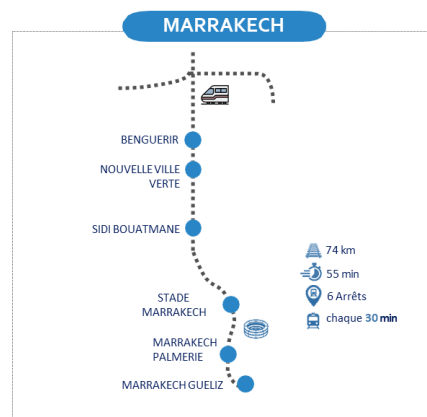 MARRAKECH
BENGUERIR
NOUVELLE VILLE
VERTE
SIDI BOUATMANE
74 km
55 min
6 Arrêts
chaque 30 min
STADE
MARRAKECH
MARRAKECH
PALMERIE
MARRAKECH GUELIZ